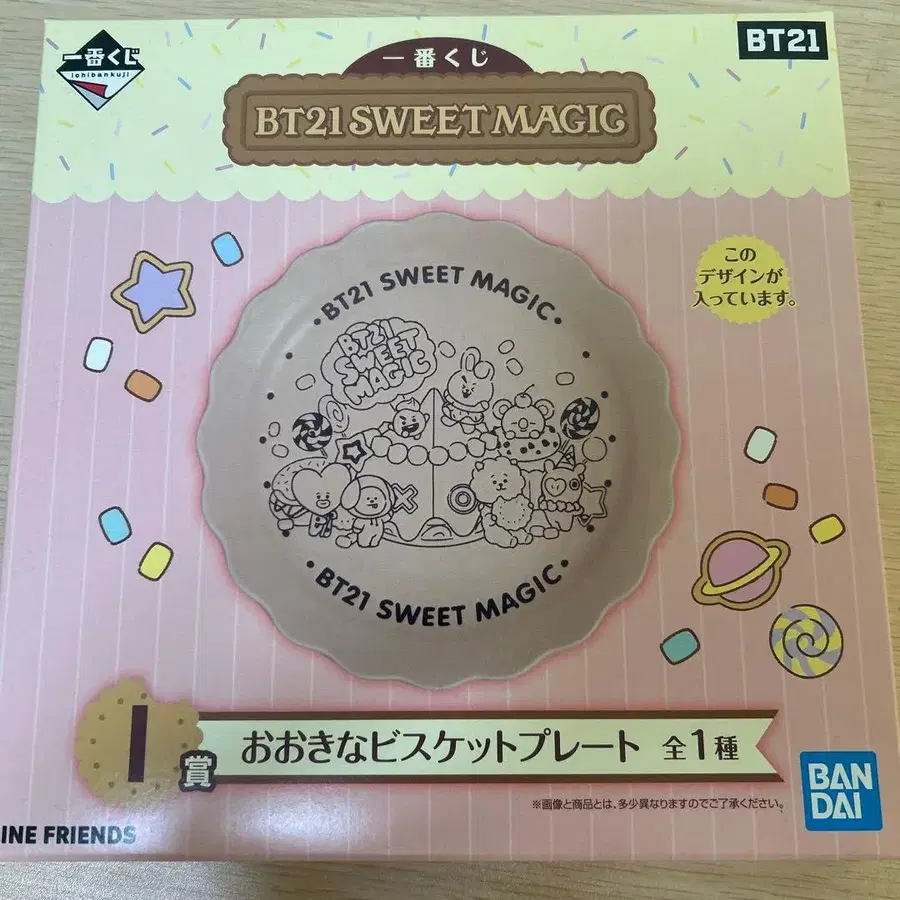 一番くじ
ichibankuji
一番くじ
BT21 SWEET MAGIC
BT21
この
デザインが
入っています。
・BT21 SWEET MAGIC・
BT21
SWEET
MAGIC
・BT21 SWEET MAGIC・
I賞
おおきなビスケットプレート 全1種
※画像と商品とは、多少異なりますのでご了承ください。
INE FRIENDS
BAN
DAI